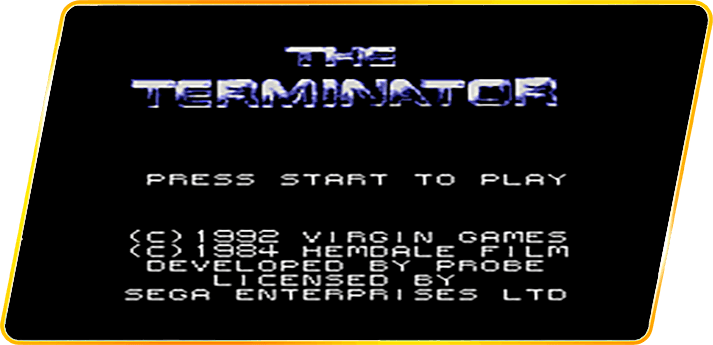 THE
TERMINATOR
PRESS START TO PLAY
(C)1992 VIRGIN GAMES
(C)1984 HEMDALE FILM
DEVELOPED BY PROBE
LICENSED BY
SEGA ENTERPRISES LTD